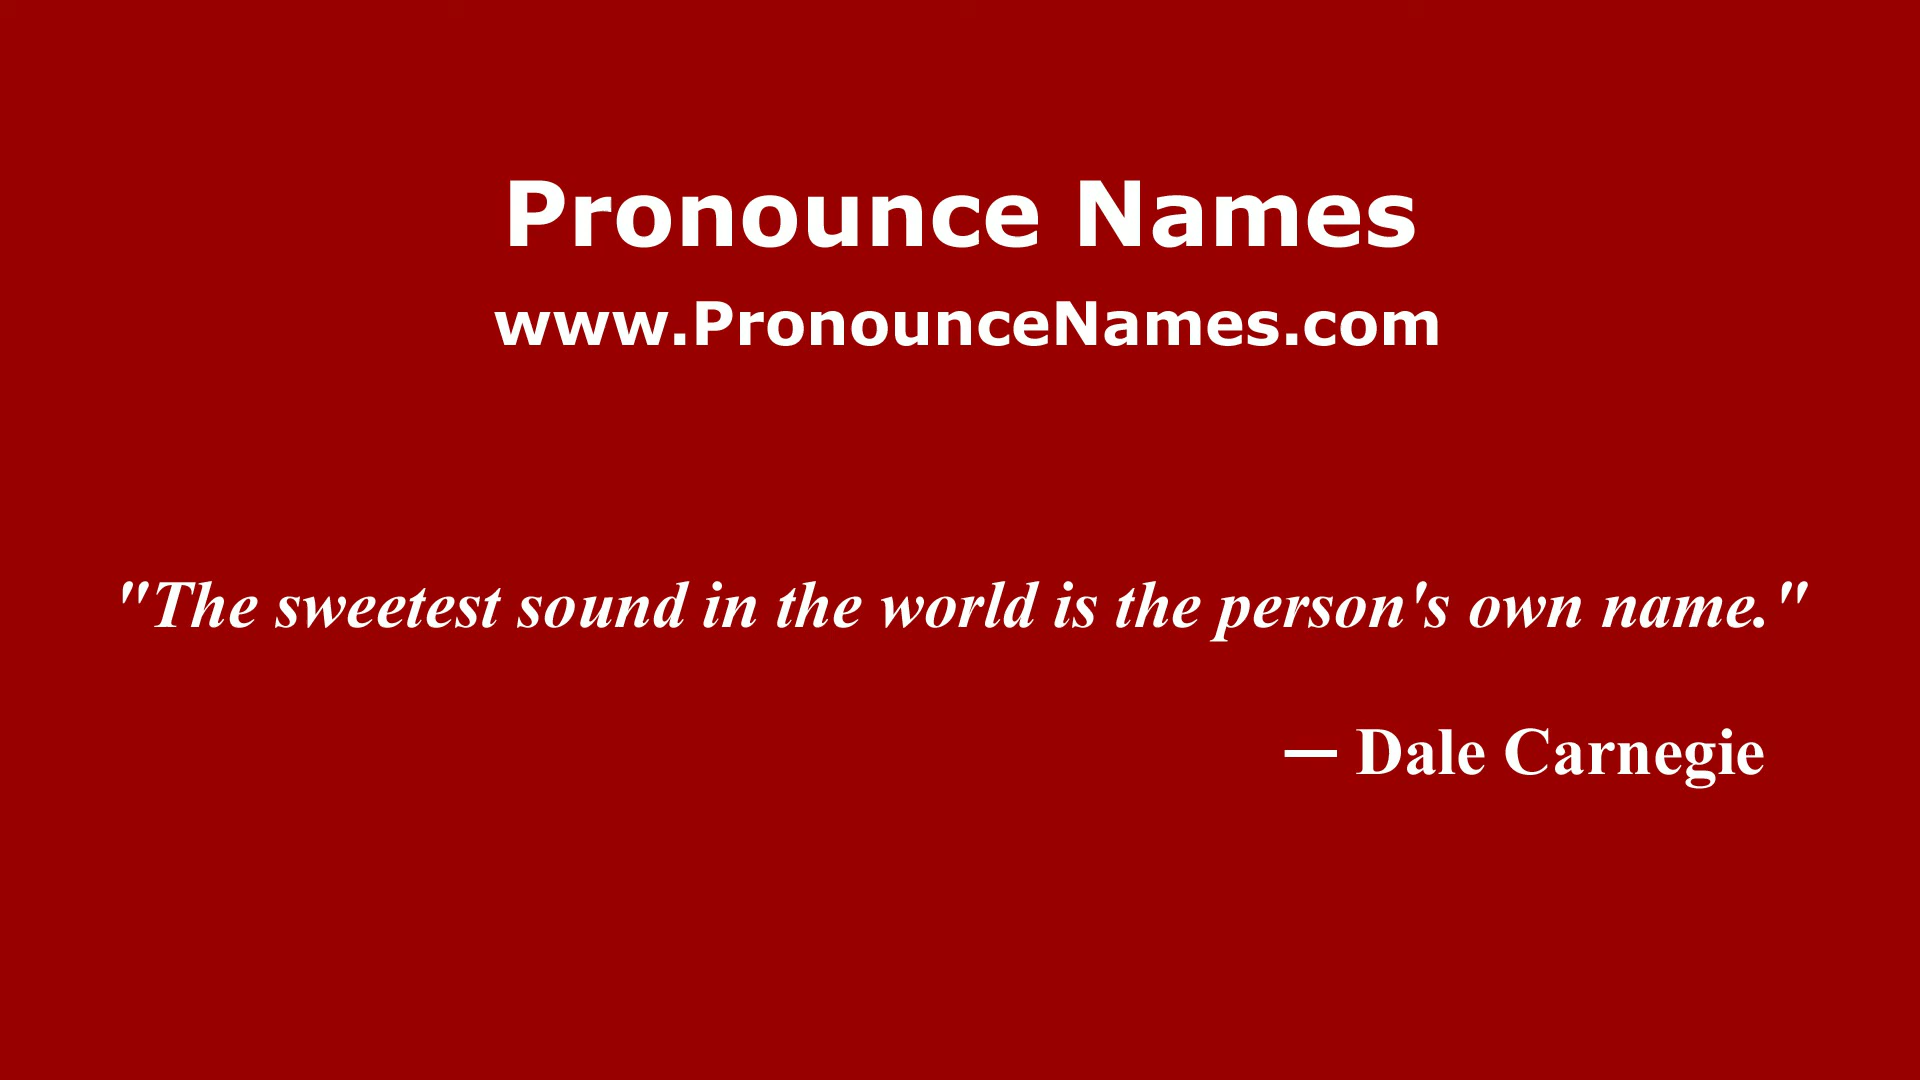 Pronounce Names
www.PronounceNames.com
"The sweetest sound in the world is the person's own name."
— Dale Carnegie